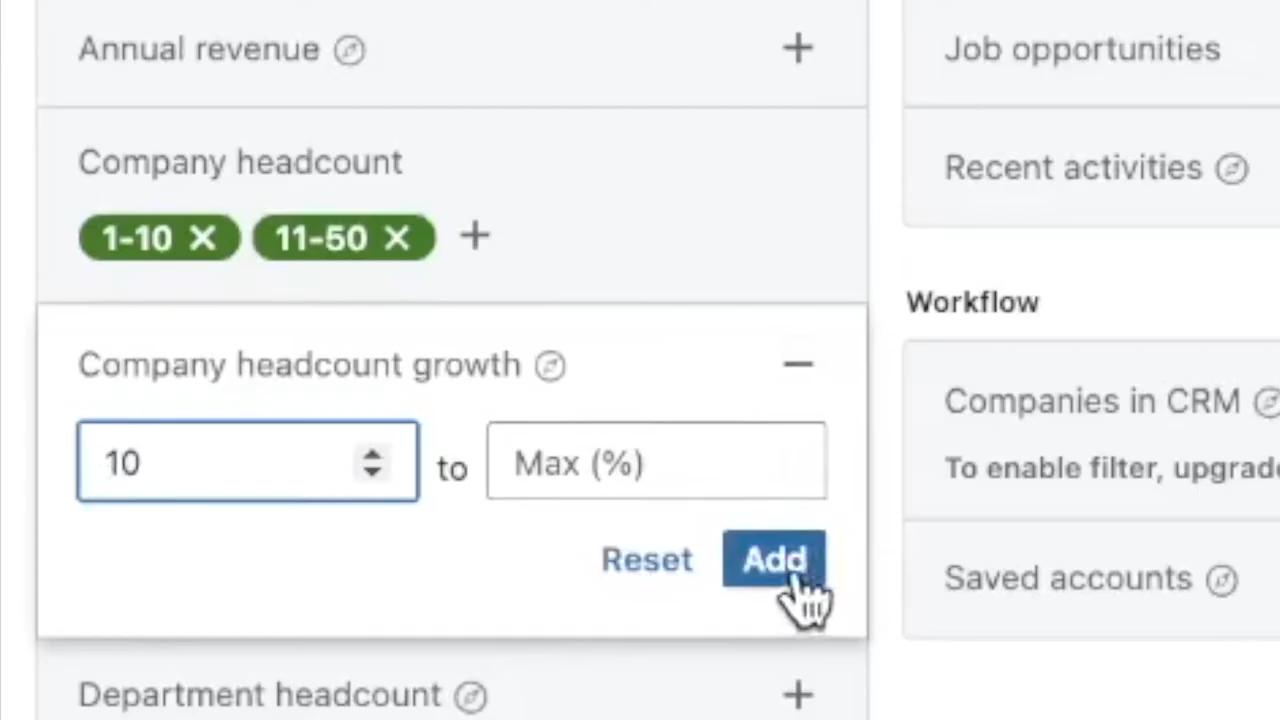 Annual revenue
Company headcount
1-10
11-50
Company headcount growth
10 to Max (%)
Reset Add
Department headcount
Job opportunities
Recent activities
Workflow
Companies in CRM
To enable filter, upgrade
Saved accounts